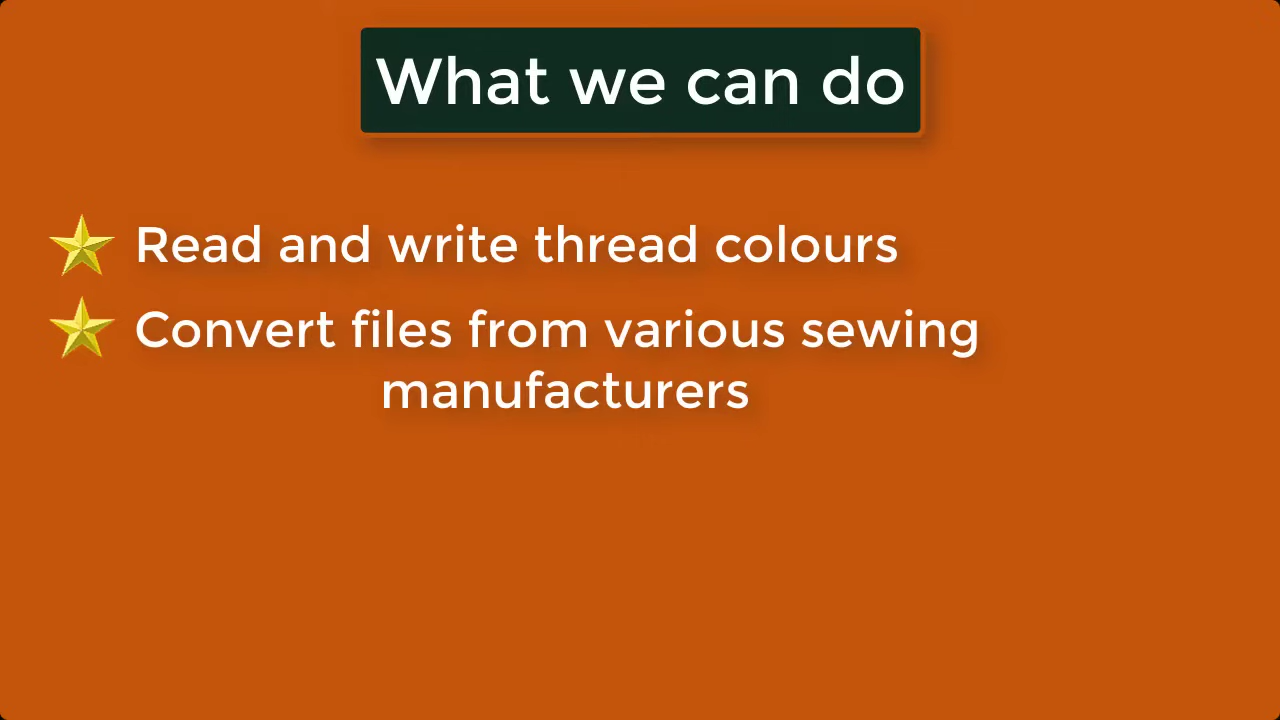 What we can do
Read and write thread colours
Convert files from various sewing
manufacturers